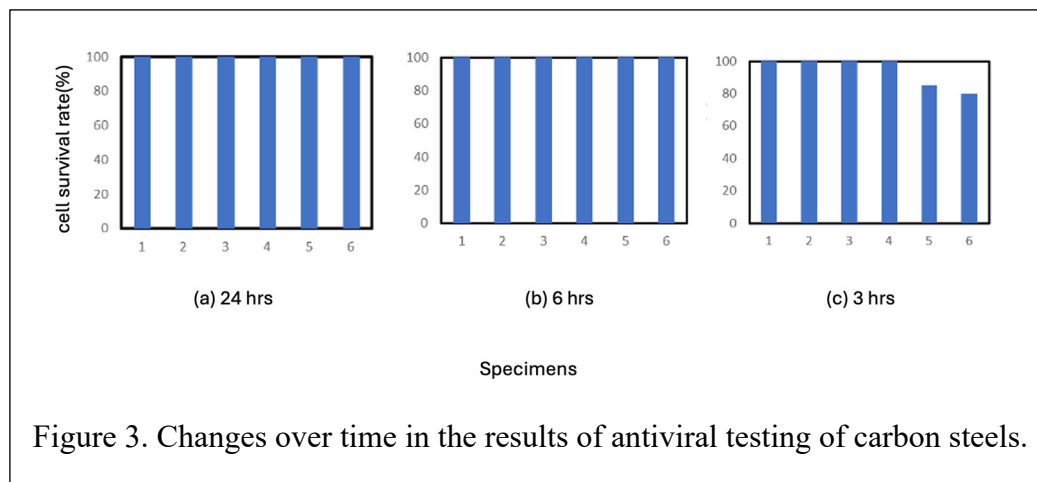 cell survival rate(%)
100
80
60
40
20
0
1 2 3 4 5 6
(a) 24 hrs
100
80
60
40
20
0
1 2 3 4 5 6
(b) 6 hrs
100
80
60
40
20
0
1 2 3 4 5 6
(c) 3 hrs
Specimens
Figure 3. Changes over time in the results of antiviral testing of carbon steels.